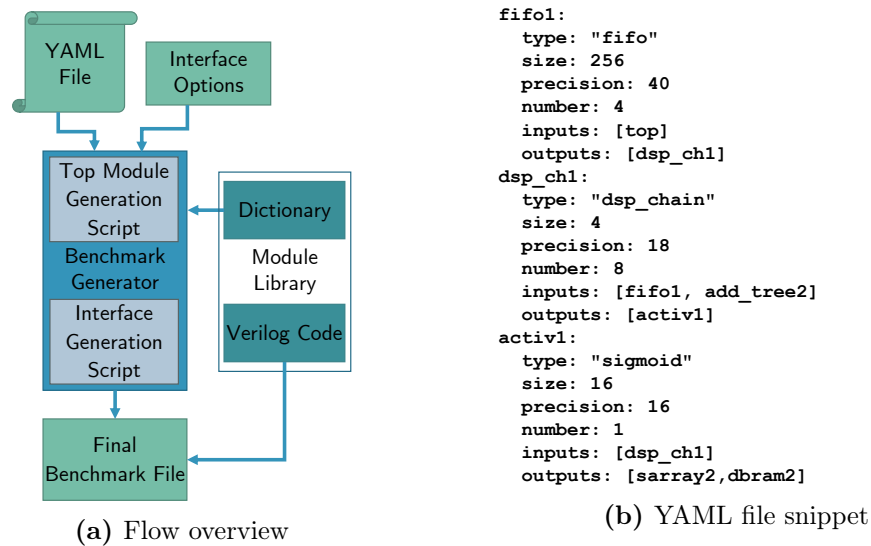 YAML
File
Interface
Options
Top Module
Generation
Script
Benchmark
Generator
Interface
Generation
Script
Dictionary
Module
Library
Verilog Code
Final
Benchmark File
(a) Flow overview
fifo1:
  type: "fifo"
  size: 256
  precision: 40
  number: 4
  inputs: [top]
  outputs: [dsp_ch1]
dsp_ch1:
  type: "dsp_chain"
  size: 4
  precision: 18
  number: 8
  inputs: [fifo1, add_tree2]
  outputs: [activ1]
activ1:
  type: "sigmoid"
  size: 16
  precision: 16
  number: 1
  inputs: [dsp_ch1]
  outputs: [sarray2,dbram2]
(b) YAML file snippet